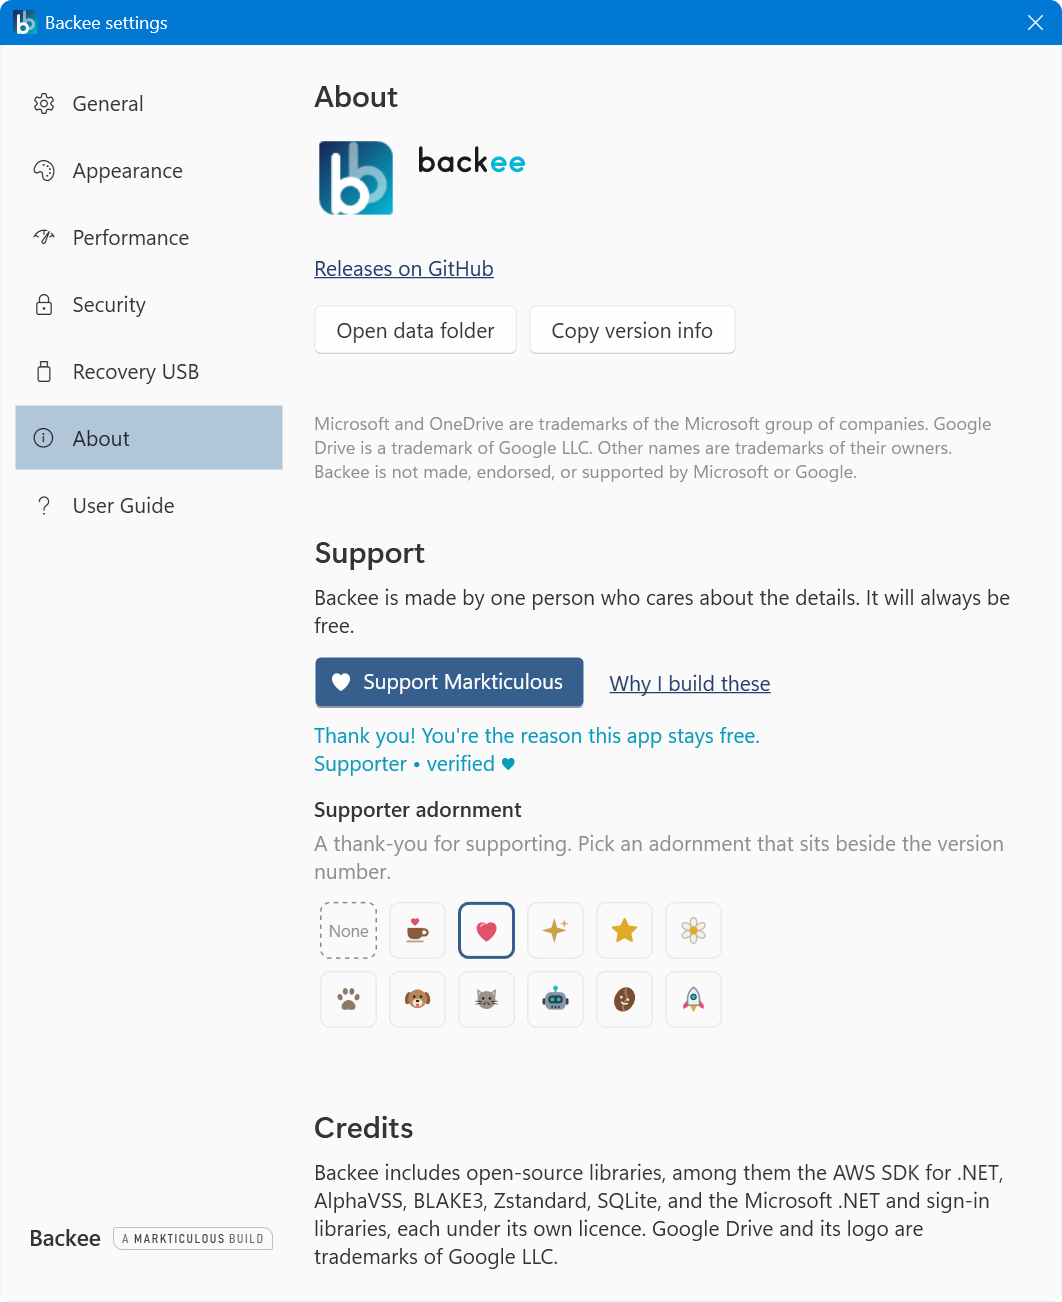 Backee settings
General
Appearance
Performance
Security
Recovery USB
About
User Guide
Backee
A MARKTICULOUS BUILD
About
backee
Releases on GitHub
Open data folder
Copy version info
Microsoft and OneDrive are trademarks of the Microsoft group of companies. Google
Drive is a trademark of Google LLC. Other names are trademarks of their owners.
Backee is not made, endorsed, or supported by Microsoft or Google.
Support
Backee is made by one person who cares about the details. It will always be
free.
Support Markticulous
Why I build these
Thank you! You're the reason this app stays free.
Supporter • verified ♥
Supporter adornment
A thank-you for supporting. Pick an adornment that sits beside the version
number.
None
Credits
Backee includes open-source libraries, among them the AWS SDK for .NET,
AlphaVSS, BLAKE3, Zstandard, SQLite, and the Microsoft .NET and sign-in
libraries, each under its own licence. Google Drive and its logo are
trademarks of Google LLC.